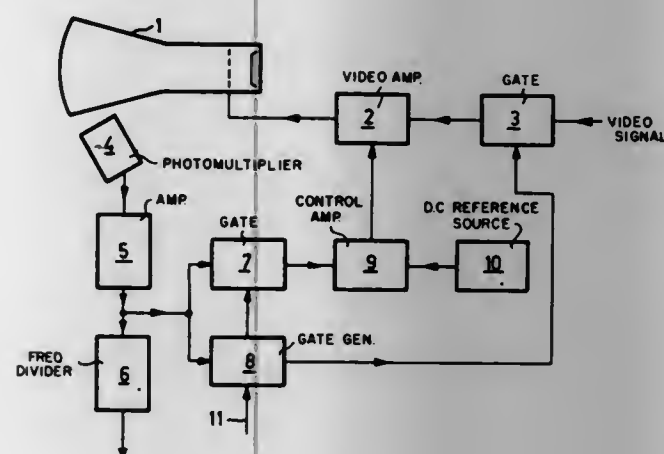 1
VIDEO AMP.
2
GATE
3
VIDEO
SIGNAL
4
PHOTOMULTIPLIER
AMP.
5
GATE
7
CONTROL
AMP.
9
D.C REFERENCE
SOURCE
10
FREQ
DIVIDER
6
8
GATE GEN.
11